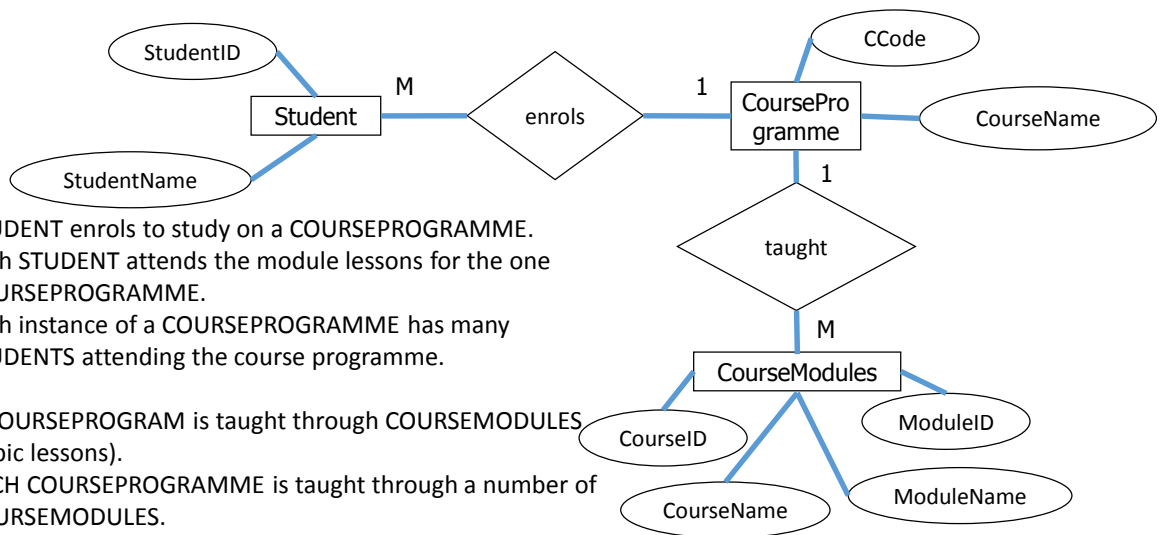 StudentID
CCode
M
1
Student
enrols
CoursePro
gramme
CourseName
StudentName
1
taught
UDENT enrols to study on a COURSEPROGRAMME.
h STUDENT attends the module lessons for the one
URSEPROGRAMME.
h instance of a COURSEPROGRAMME has many
UDENTS attending the course programme.
M
CourseModules
OURSEPROGRAM is taught through COURSEMODULES
pic lessons).
CH COURSEPROGRAMME is taught through a number of
URSEMODULES.
CourseID
ModuleID
CourseName
ModuleName